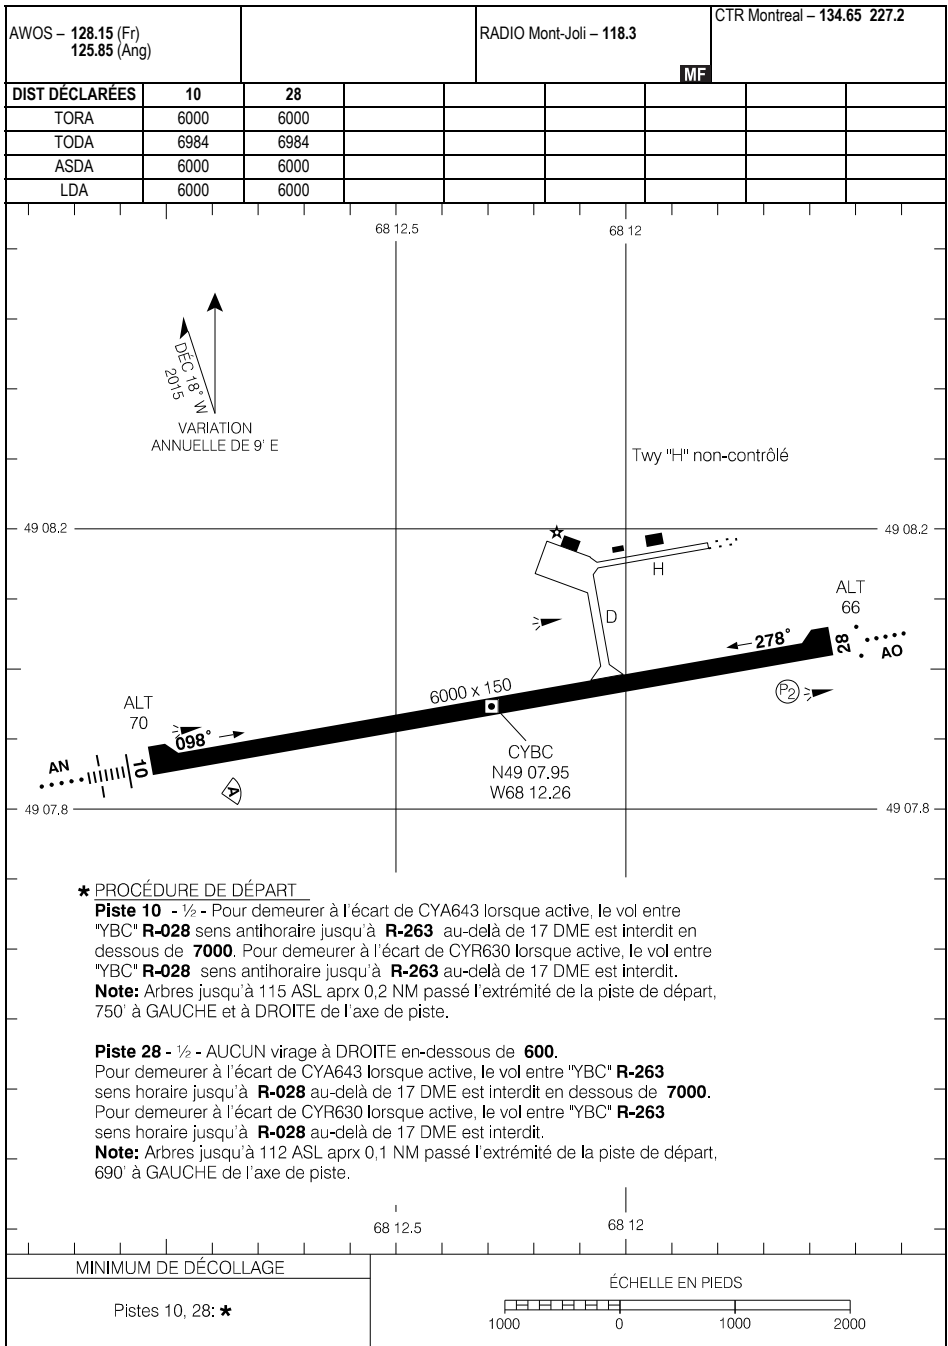 AWOS – 128.15 (Fr)
125.85 (Ang)
RADIO Mont-Joli – 118.3
MF
CTR Montreal – 134.65 227.2
DIST DÉCLARÉES 10 28
TORA 6000 6000
TODA 6984 6984
ASDA 6000 6000
LDA 6000 6000
68 12.5 68 12
DÉC 18° W
2015
VARIATION
ANNUELLE DE 9' E
Twy "H" non-contrôlé
49 08.2 49 08.2
H
D
ALT
66
278°
28
AO
P2
6000 x 150
ALT
70
098°
AN
10
A
CYBC
N49 07.95
W68 12.26
49 07.8 49 07.8
* PROCÉDURE DE DÉPART
Piste 10 - ½ - Pour demeurer à l'écart de CYA643 lorsque active, le vol entre
"YBC" R-028 sens antihoraire jusqu'à R-263 au-delà de 17 DME est interdit en
dessous de 7000. Pour demeurer à l'écart de CYR630 lorsque active, le vol entre
"YBC" R-028 sens antihoraire jusqu'à R-263 au-delà de 17 DME est interdit.
Note: Arbres jusqu'à 115 ASL aprx 0,2 NM passé l'extrémité de la piste de départ,
750' à GAUCHE et à DROITE de l'axe de piste.
Piste 28 - ½ - AUCUN virage à DROITE en-dessous de 600.
Pour demeurer à l'écart de CYA643 lorsque active, le vol entre "YBC" R-263
sens horaire jusqu'à R-028 au-delà de 17 DME est interdit en dessous de 7000.
Pour demeurer à l'écart de CYR630 lorsque active, le vol entre "YBC" R-263
sens horaire jusqu'à R-028 au-delà de 17 DME est interdit.
Note: Arbres jusqu'à 112 ASL aprx 0,1 NM passé l'extrémité de la piste de départ,
690' à GAUCHE de l'axe de piste.
68 12.5 68 12
MINIMUM DE DÉCOLLAGE
Pistes 10, 28: *
ÉCHELLE EN PIEDS
1000 0 1000 2000